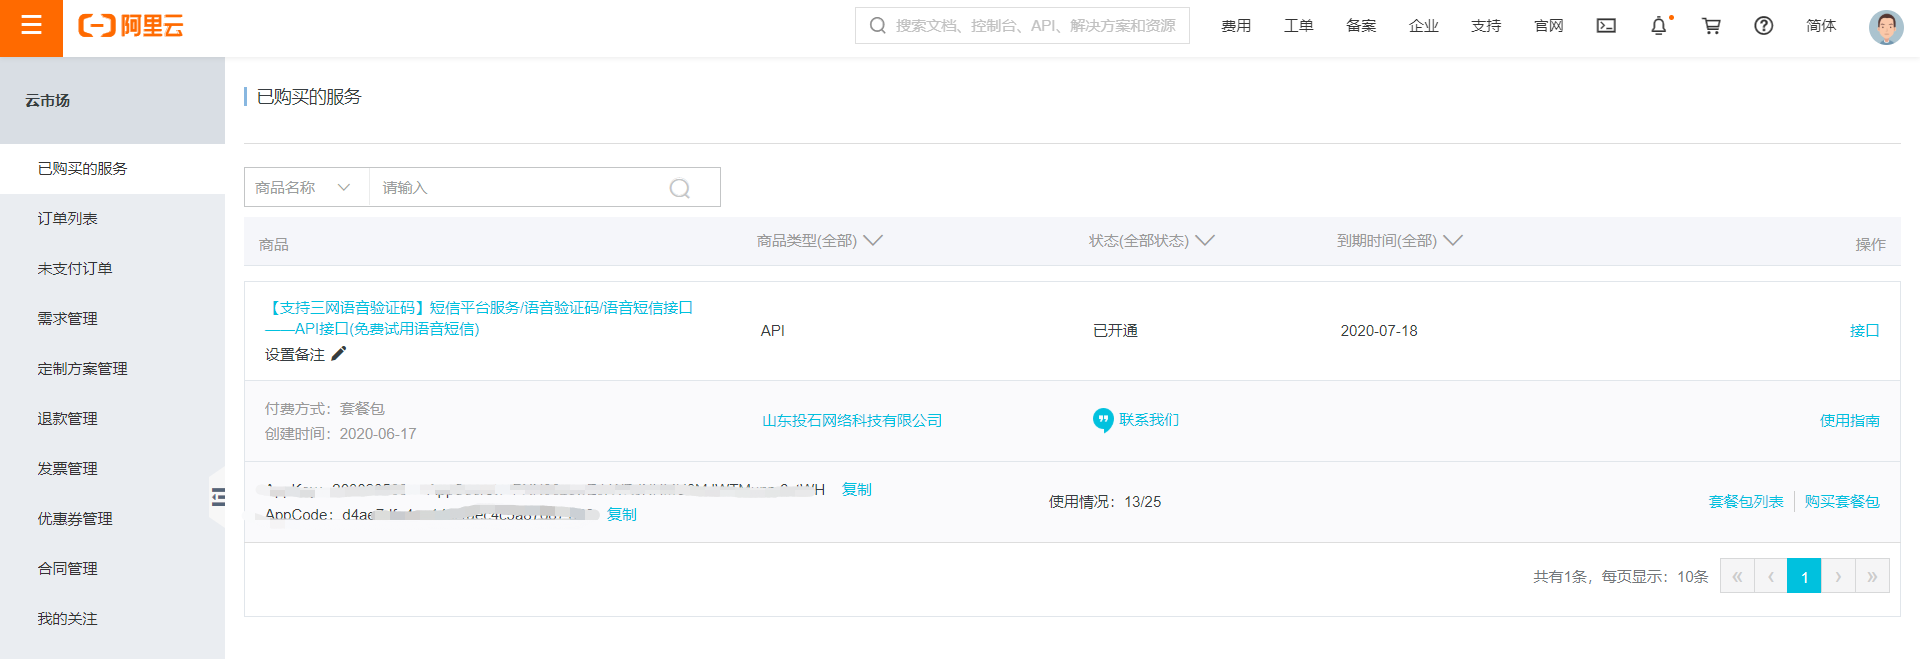 阿里云
搜索文档、控制台、API、解决方案和资源
费用 工单 备案 企业 支持 官网 简体
云市场
已购买的服务
订单列表
未支付订单
需求管理
定制方案管理
退款管理
发票管理
优惠券管理
合同管理
我的关注
已购买的服务
商品名称 请输入
商品 商品类型(全部) 状态(全部状态) 到期时间(全部) 操作
【支持三网语音验证码】短信平台服务/语音验证码/语音短信接口
——API接口(免费试用语音短信)
设置备注
API 已开通 2020-07-18 接口
付费方式：套餐包
创建时间：2020-06-17
山东投石网络科技有限公司 联系我们 使用指南
复制
AppCode： 复制
使用情况：13/25 套餐包列表 购买套餐包
共有1条，每页显示：10条 « ‹ 1 › »